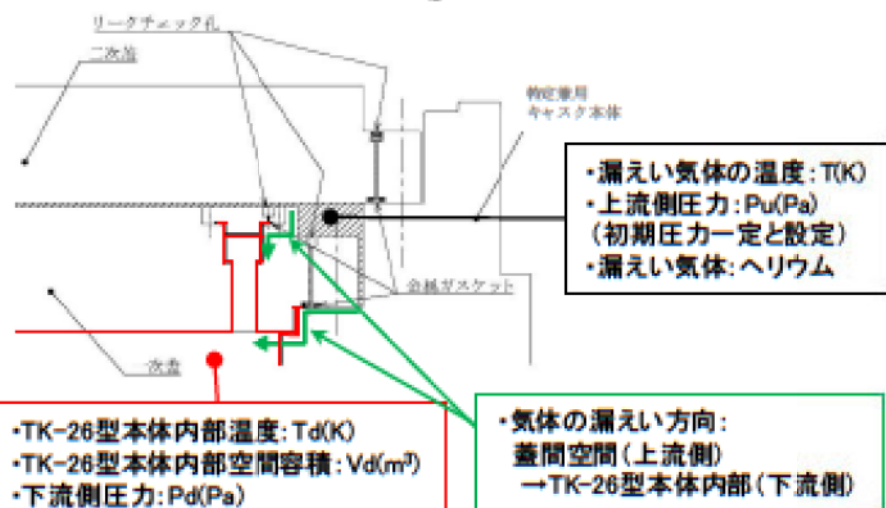 リークチェック孔
二次蓋
特定兼用
キャスク本体
・漏えい気体の温度:T(K)
・上流側圧力:Pu(Pa)
(初期圧力一定と設定)
・漏えい気体:ヘリウム
金属ガスケット
一次蓋
・TK-26型本体内部温度:Td(K)
・TK-26型本体内部空間容積:Vd(m³)
・下流側圧力:Pd(Pa)
・気体の漏えい方向:
蓋間空間(上流側)
→TK-26型本体内部(下流側)